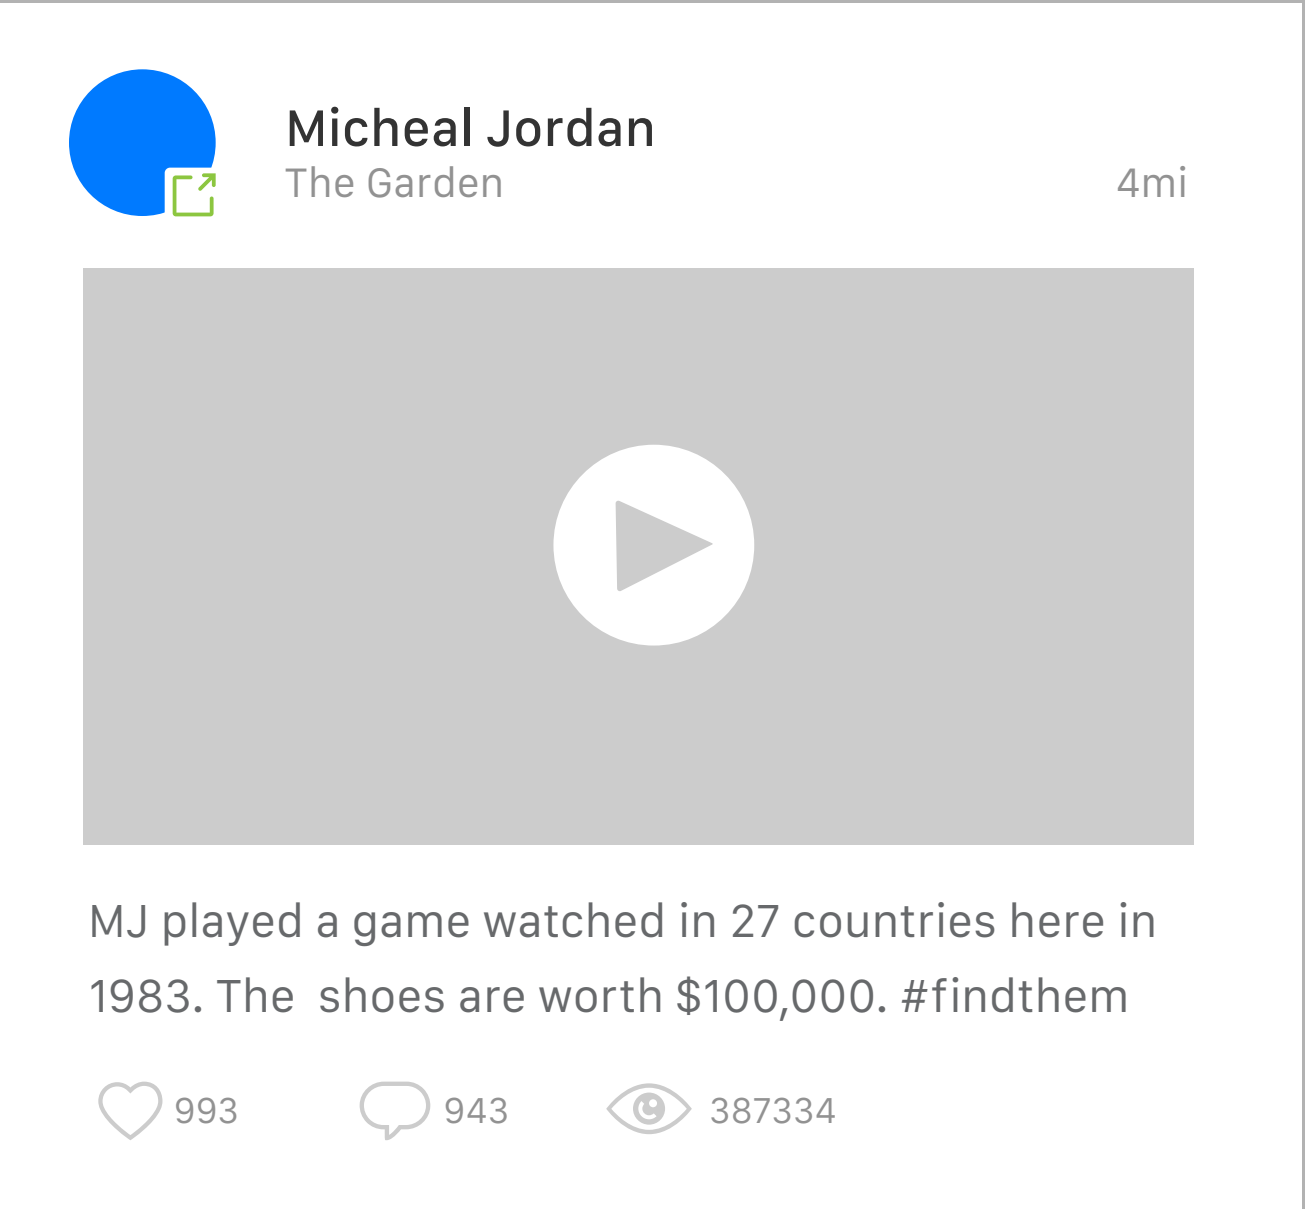 Micheal Jordan
The Garden
4mi
MJ played a game watched in 27 countries here in
1983. The  shoes are worth $100,000. #findthem
993
943
387334